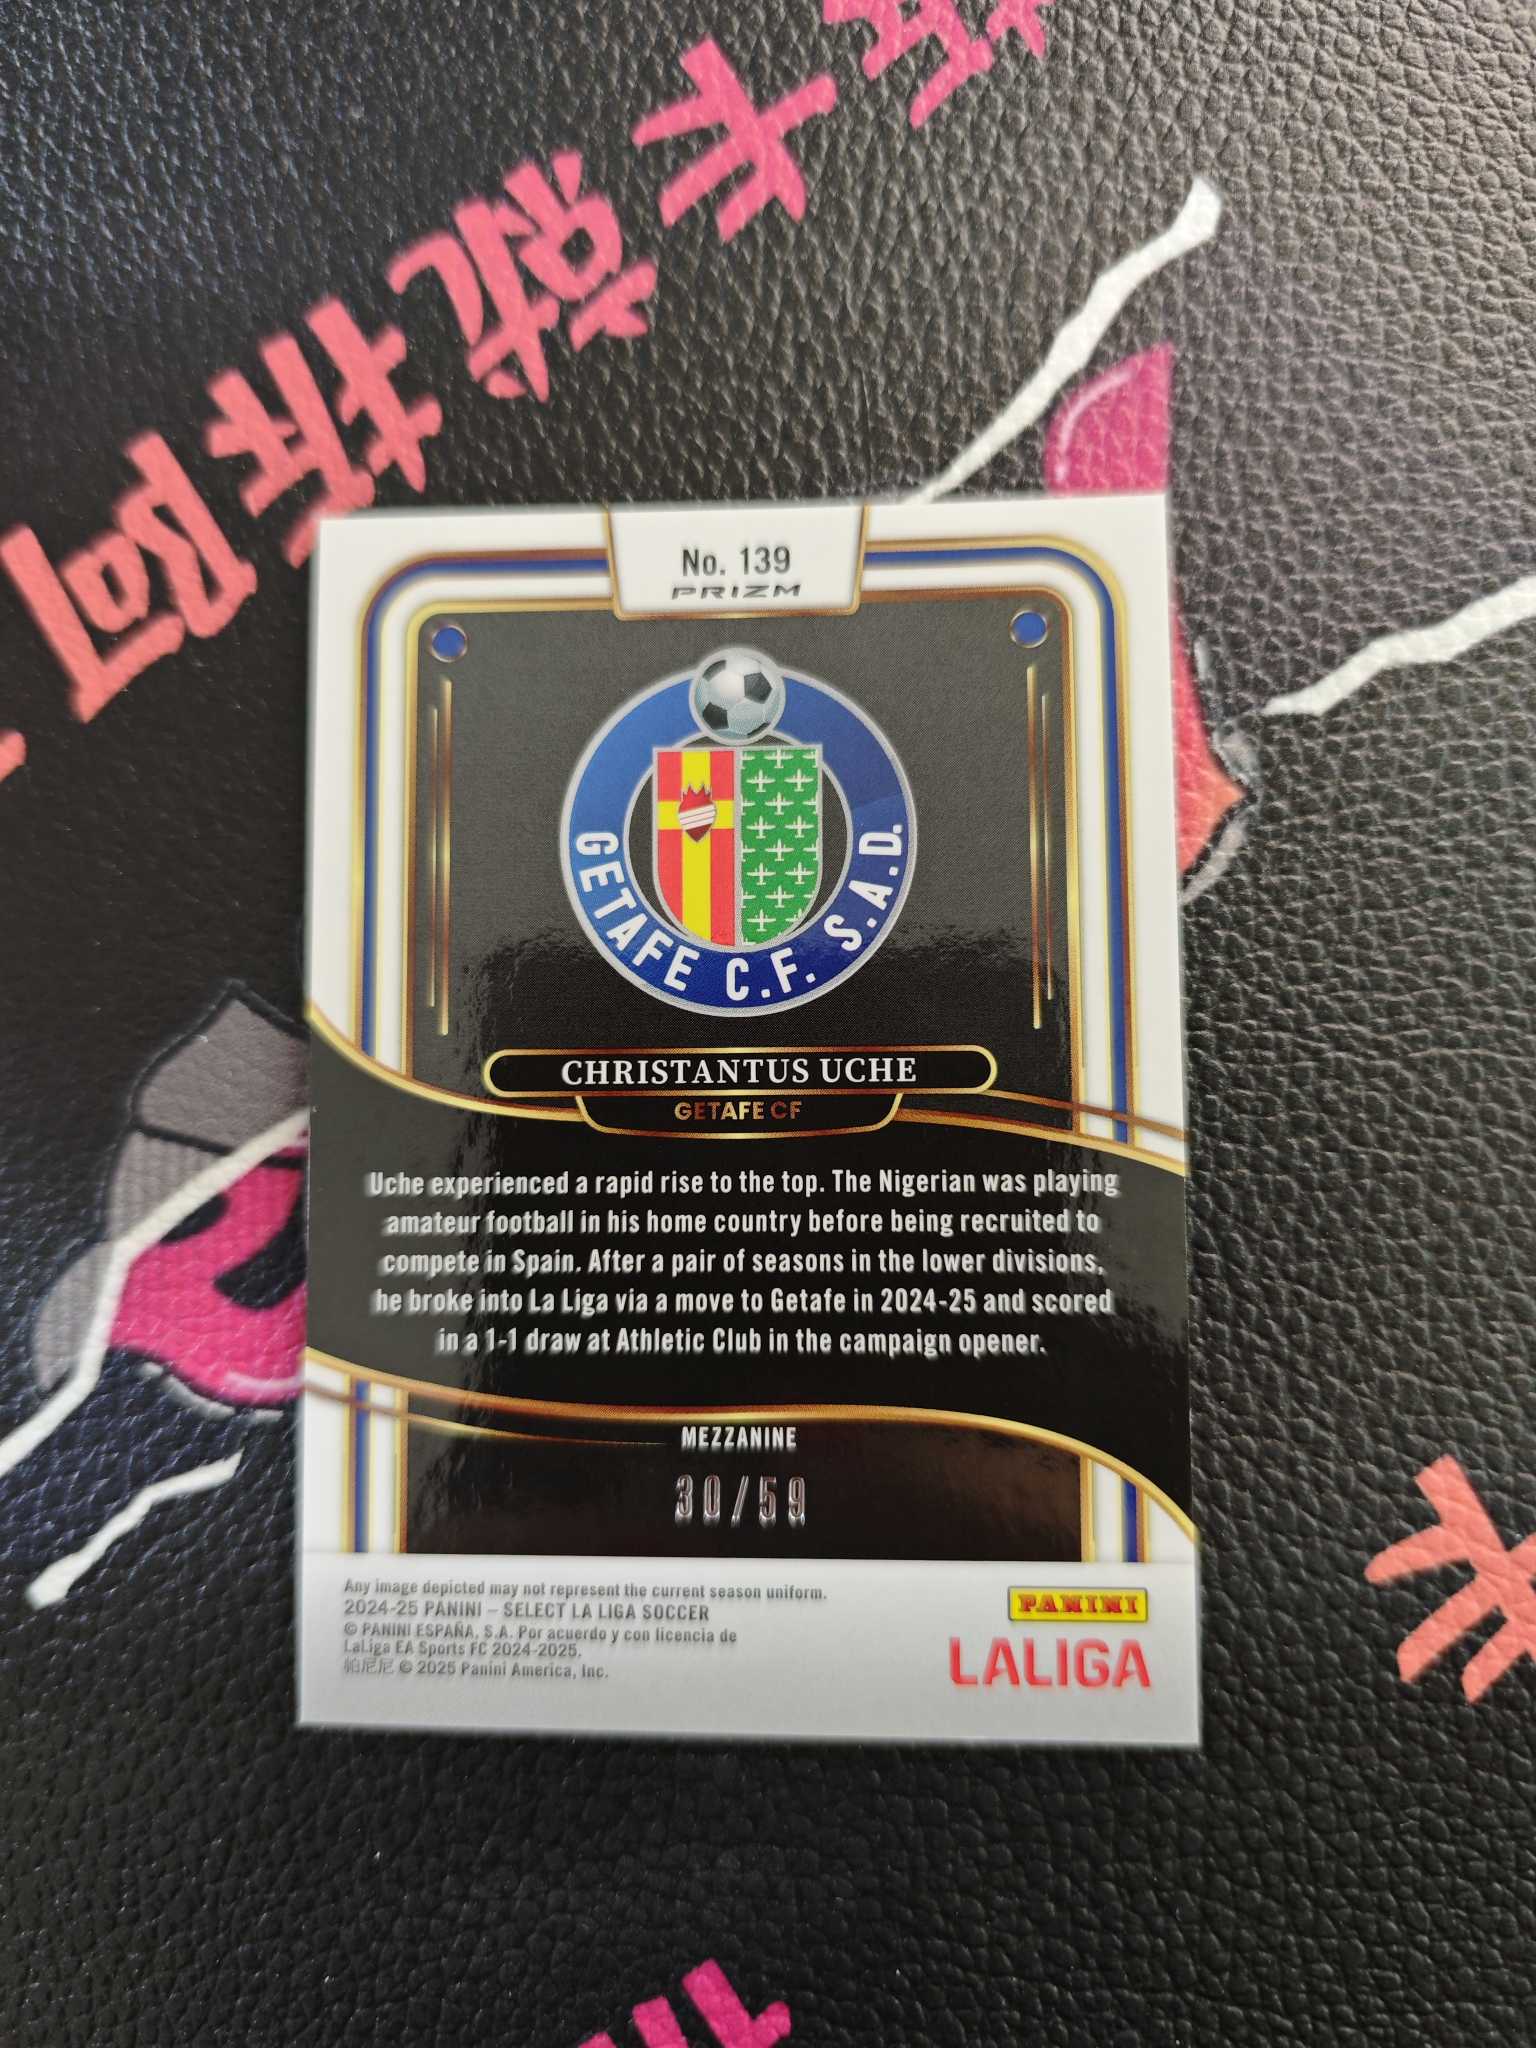 No. 139
PRIZM
GETAFE C.F. S.A.D.
CHRISTANTUS UCHE
GETAFE CF
Uche experienced a rapid rise to the top. The Nigerian was playing
amateur football in his home country before being recruited to
compete in Spain. After a pair of seasons in the lower divisions,
he broke into La Liga via a move to Getafe in 2024-25 and scored
in a 1-1 draw at Athletic Club in the campaign opener.
MEZZANINE
30/59
Any image depicted may not represent the current season uniform.
2024-25 PANINI – SELECT LA LIGA SOCCER
© PANINI ESPAÑA, S.A. Por acuerdo y con licencia de
LaLiga EA Sports FC 2024-2025.
帕尼尼 © 2025 Panini America, Inc.
PANINI
LALIGA